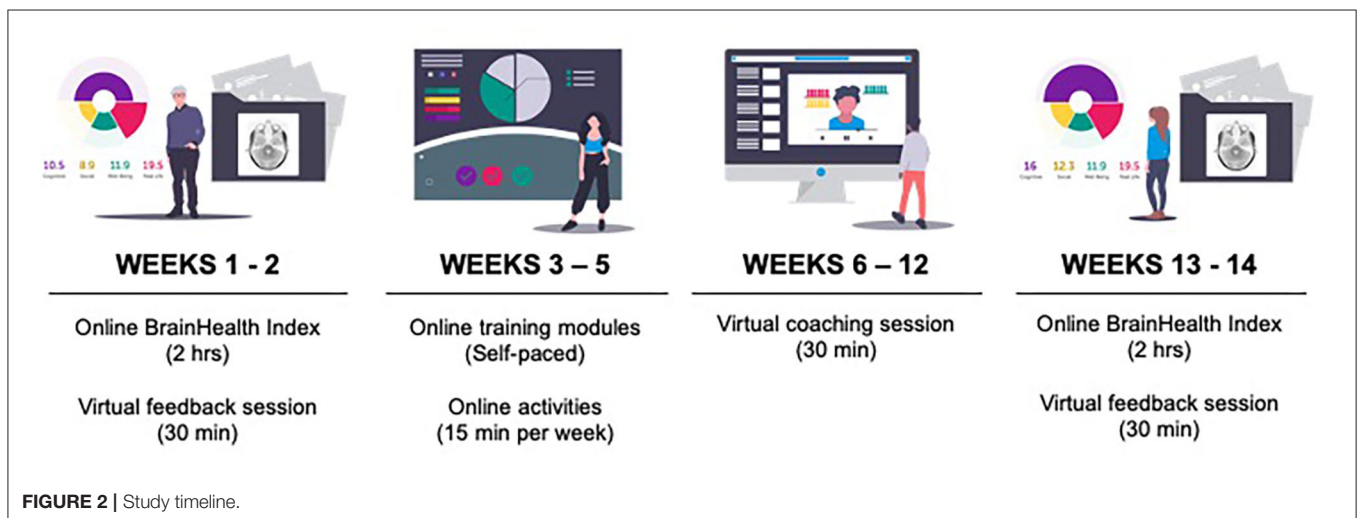 10.5 8.9 11.9 19.5
Cognitive Social Well-Being Real Life
16 12.3 11.9 19.5
Cognitive Social Well-Being Real Life
WEEKS 1 - 2
Online BrainHealth Index
(2 hrs)
Virtual feedback session
(30 min)
WEEKS 3 – 5
Online training modules
(Self-paced)
Online activities
(15 min per week)
WEEKS 6 – 12
Virtual coaching session
(30 min)
WEEKS 13 - 14
Online BrainHealth Index
(2 hrs)
Virtual feedback session
(30 min)
FIGURE 2 | Study timeline.